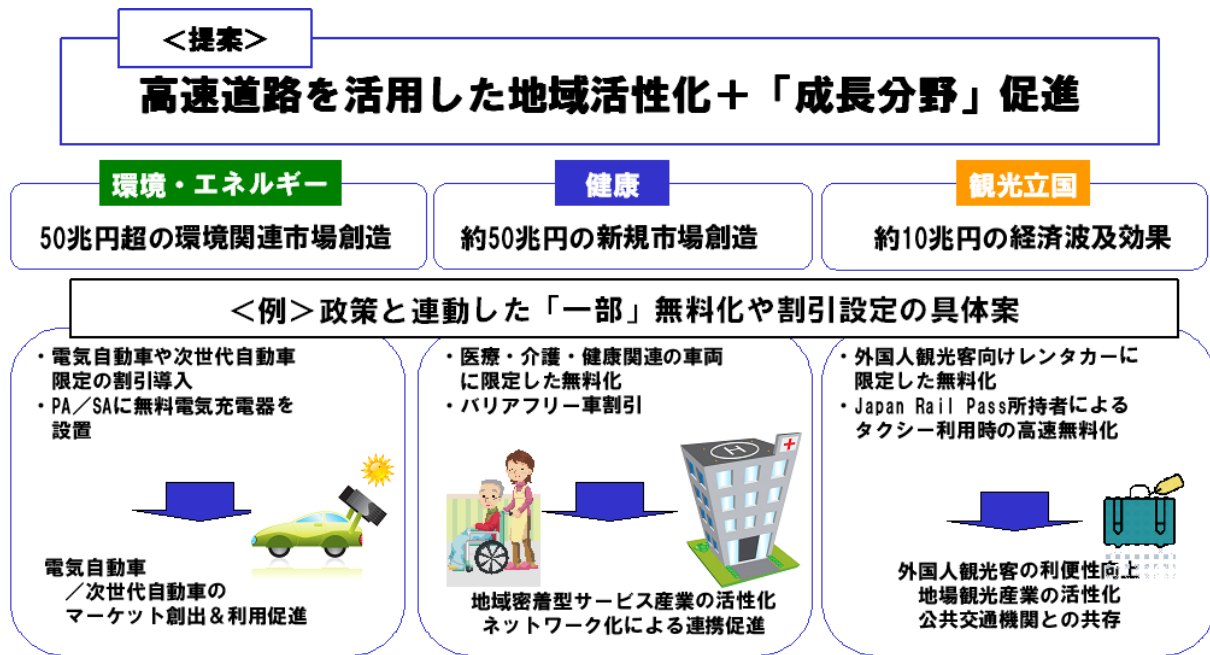 ＜提案＞
高速道路を活用した地域活性化＋「成長分野」促進
環境・エネルギー
50兆円超の環境関連市場創造
健康
約50兆円の新規市場創造
観光立国
約10兆円の経済波及効果
＜例＞政策と連動した「一部」無料化や割引設定の具体案
・電気自動車や次世代自動車
限定の割引導入
・PA／SAに無料電気充電器を
設置
電気自動車
／次世代自動車の
マーケット創出＆利用促進
・医療・介護・健康関連の車両
に限定した無料化
・バリアフリー車割引
H
地域密着型サービス産業の活性化
ネットワーク化による連携促進
・外国人観光客向けレンタカーに
限定した無料化
・Japan Rail Pass所持者による
タクシー利用時の高速無料化
外国人観光客の利便性向上
地場観光産業の活性化
公共交通機関との共存